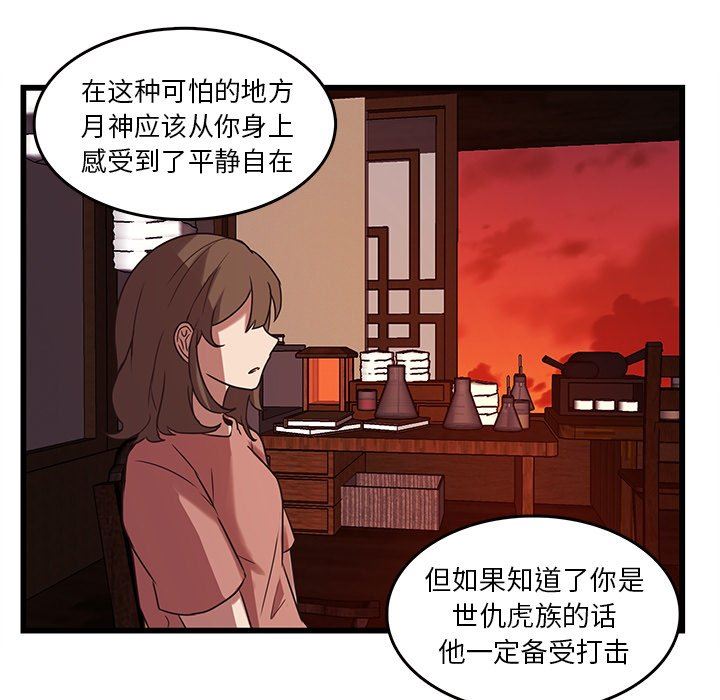 在这种可怕的地方
月神应该从你身上
感受到了平静自在
但如果知道了你是
世仇虎族的话
他一定备受打击